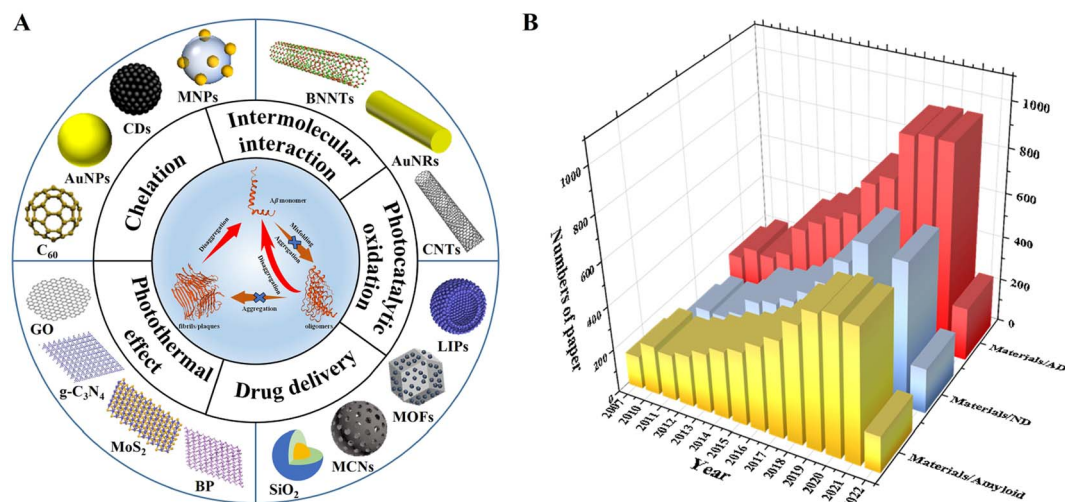 A
MNPs
CDs
AuNPs
C60
BNNTs
AuNRs
CNTs
Chelation
Intermolecular
interaction
Photocatalytic
oxidation
Photothermal
effect
Drug delivery
Aβ monomer
Misfolding
Aggregation
Disaggregation
Disaggregation
Aggregation
fibrils/plaques
oligomers
GO
g-C3N4
MoS2
BP
LIPs
MOFs
MCNs
SiO2
B
Numbers of paper
1000
800
600
400
200
0
1000
800
600
400
200
0
2007
2010
2011
2012
2013
2014
2015
2016
2017
2018
2019
2020
2021
2022
Year
Materials/AD
Materials/ND
Materials/Amyloid